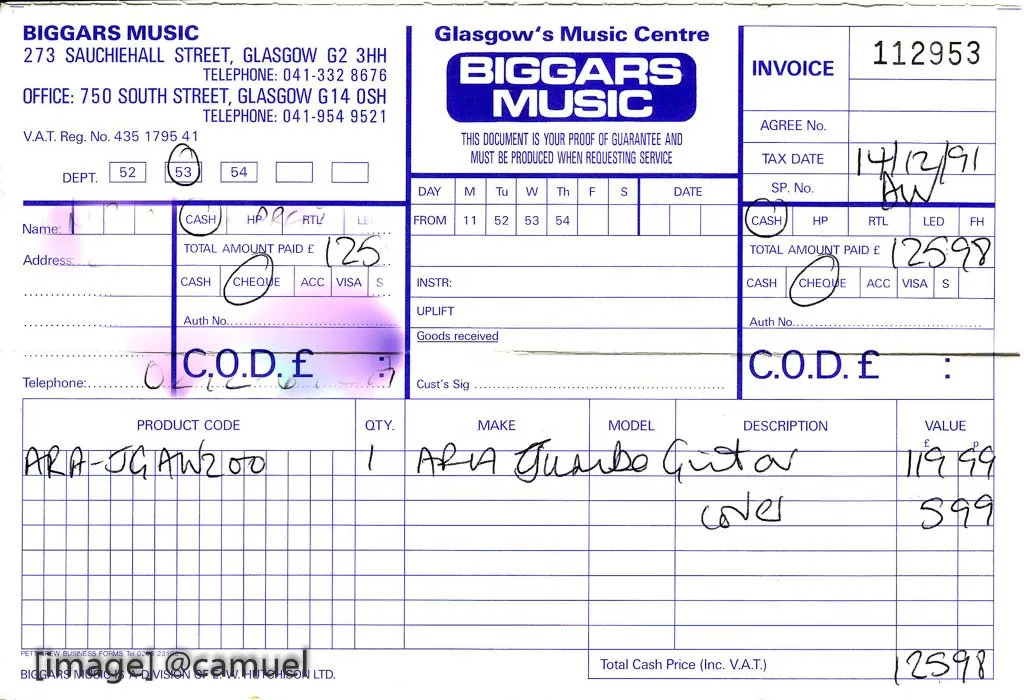 BIGGARS MUSIC
273 SAUCHIEHALL STREET, GLASGOW G2 3HH
TELEPHONE: 041-332 8676
OFFICE: 750 SOUTH STREET, GLASGOW G14 0SH
TELEPHONE: 041-954 9521
V.A.T. Reg. No. 435 1795 41
DEPT. 52 53 54
Glasgow's Music Centre
BIGGARS
MUSIC
THIS DOCUMENT IS YOUR PROOF OF GUARANTEE AND
MUST BE PRODUCED WHEN REQUESTING SERVICE
INVOICE 112953
AGREE No.
TAX DATE 14/12/91
SP. No. AW
Name:
Address:
Telephone:
CASH HP RTL LED
TOTAL AMOUNT PAID £ 125
CASH CHEQUE ACC VISA S
Auth No.
C.O.D. £ :
DAY M Tu W Th F S DATE
FROM 11 52 53 54
INSTR:
UPLIFT
Goods received
Cust's Sig
CASH HP RTL LED FH
TOTAL AMOUNT PAID £ 12598
CASH CHEQUE ACC VISA S
Auth No.
C.O.D. £ :
PRODUCT CODE QTY. MAKE MODEL DESCRIPTION VALUE
£ p
ARA-JGAW200 1 ARIA Jumbo Guitar 119 99
cover 599
PETTIGREW BUSINESS FORMS Tel
[image] @camuel
BIGGARS MUSIC IS A DIVISION OF E. W. HUTCHISON LTD.
Total Cash Price (Inc. V.A.T.) 12598